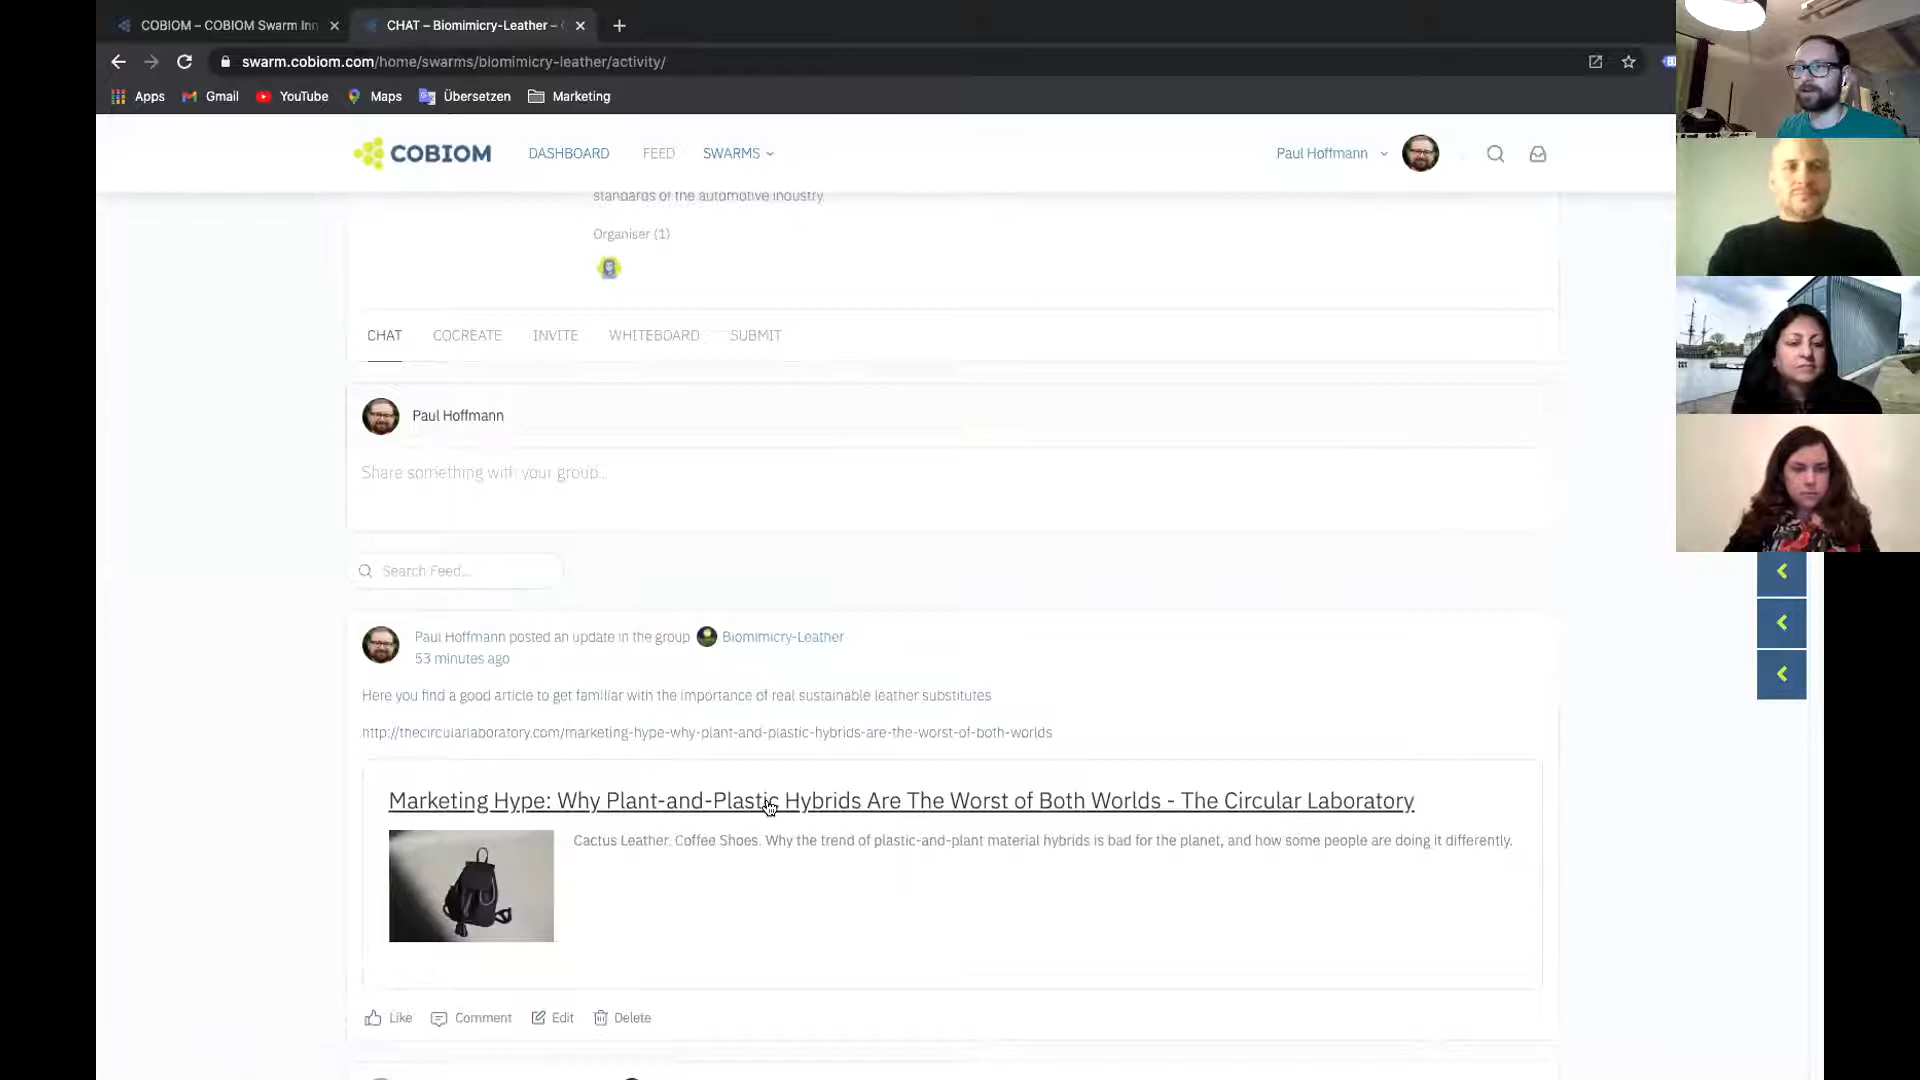 COBIOM – COBIOM Swarm Inn
CHAT – Biomimicry-Leather –
swarm.cobiom.com/home/swarms/biomimicry-leather/activity/
Apps
Gmail
YouTube
Maps
Übersetzen
Marketing
COBIOM
DASHBOARD
FEED
SWARMS
Paul Hoffmann
standards of the automotive industry.
Organiser (1)
CHAT
COCREATE
INVITE
WHITEBOARD
SUBMIT
Paul Hoffmann
Share something with your group...
Search Feed...
Paul Hoffmann posted an update in the group Biomimicry-Leather
53 minutes ago
Here you find a good article to get familiar with the importance of real sustainable leather substitutes
http://thecircularlaboratory.com/marketing-hype-why-plant-and-plastic-hybrids-are-the-worst-of-both-worlds
Marketing Hype: Why Plant-and-Plastic Hybrids Are The Worst of Both Worlds - The Circular Laboratory
Cactus Leather. Coffee Shoes. Why the trend of plastic-and-plant material hybrids is bad for the planet, and how some people are doing it differently.
Like
Comment
Edit
Delete